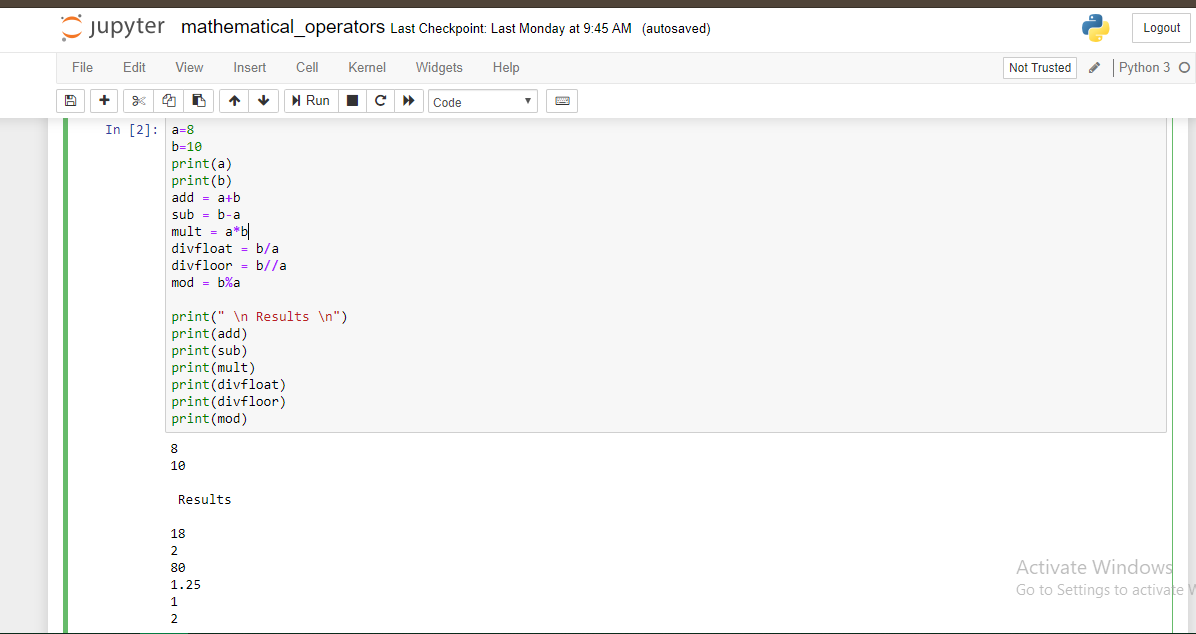 jupyter mathematical_operators Last Checkpoint: Last Monday at 9:45 AM (autosaved) Logout
File Edit View Insert Cell Kernel Widgets Help Not Trusted Python 3
Run Code
In [2]: a=8
b=10
print(a)
print(b)
add = a+b
sub = b-a
mult = a*b
divfloat = b/a
divfloor = b//a
mod = b%a
print(" \n Results \n")
print(add)
print(sub)
print(mult)
print(divfloat)
print(divfloor)
print(mod)
8
10
Results
18
2
80
1.25
1
2
Activate Windows
Go to Settings to activate W